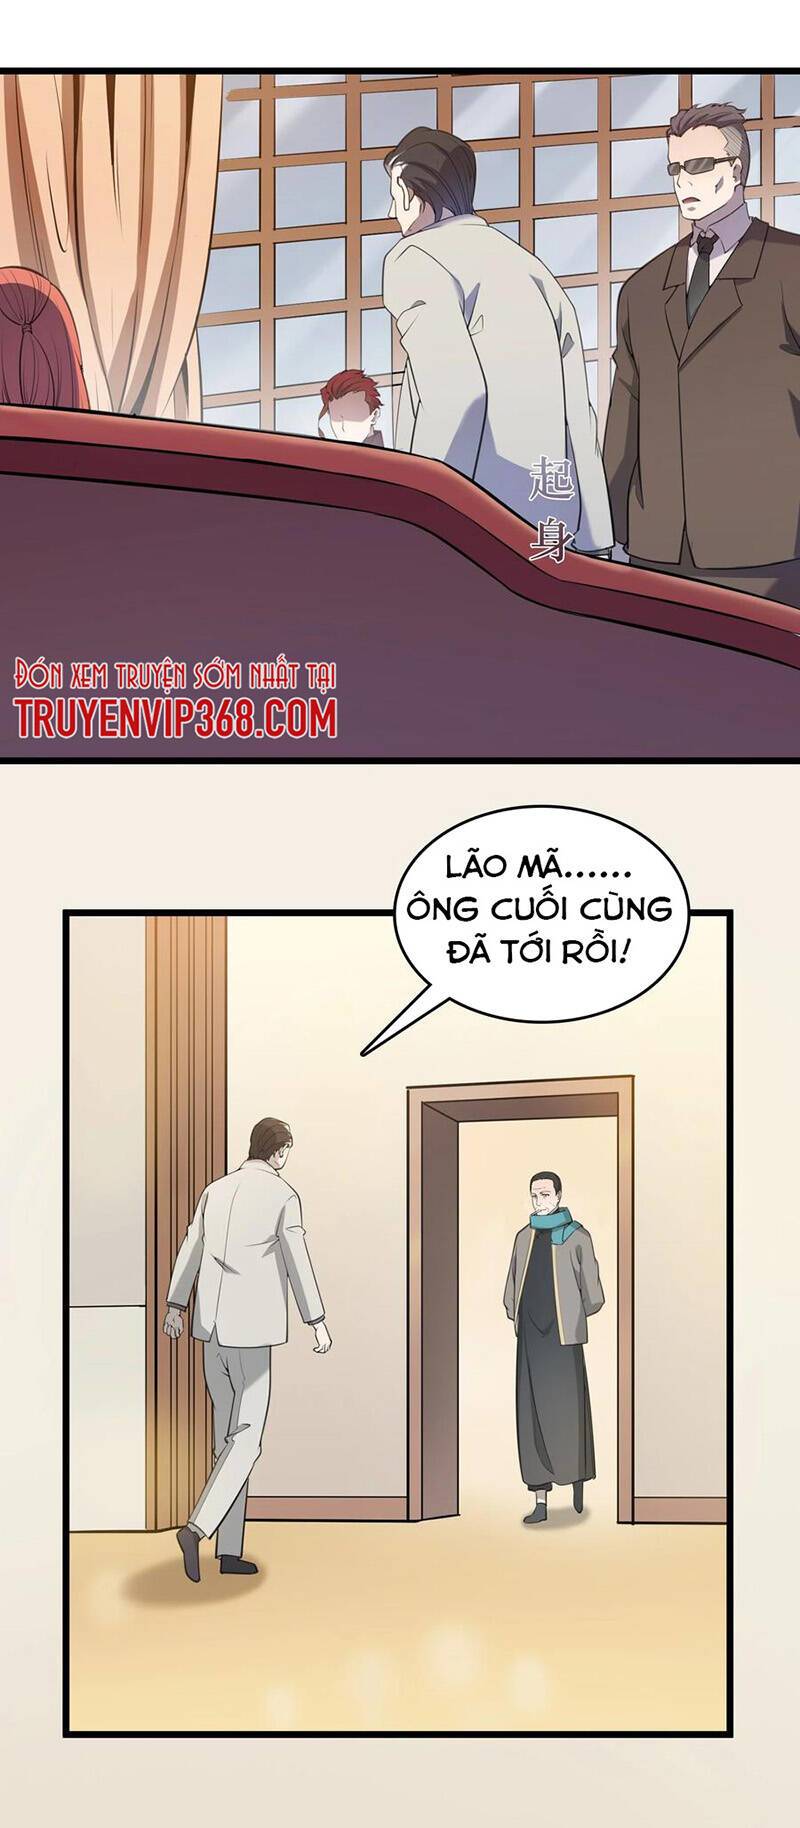 起
身
ĐÓN XEM TRUYỆN SỚM NHẤT TẠI
TRUYENVIP368.COM
LÃO MÃ......
ÔNG CUỐI CÙNG
ĐÃ TỚI RỒI!